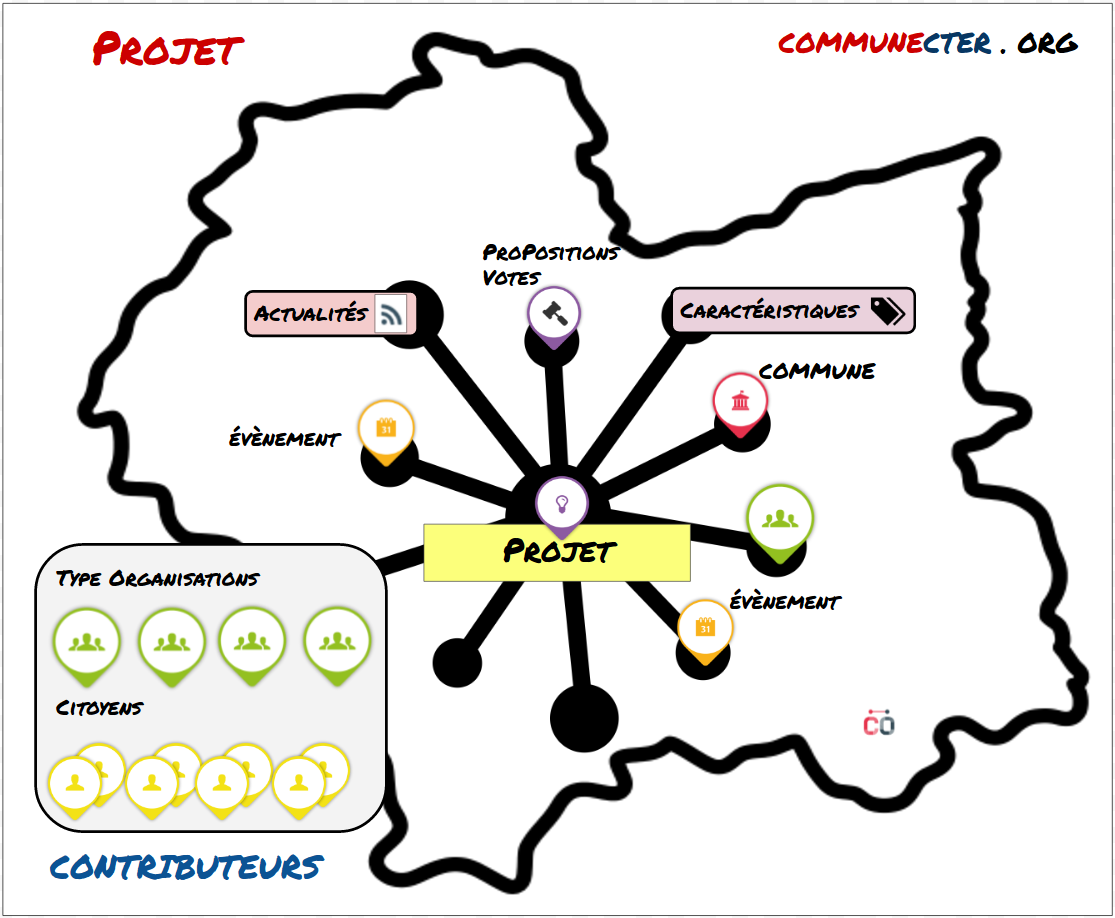 Projet
communecter . org
ProPositions
Votes
Actualités
Caractéristiques
commune
évènement
31
Projet
évènement
31
Type Organisations
Citoyens
CO
contributeurs